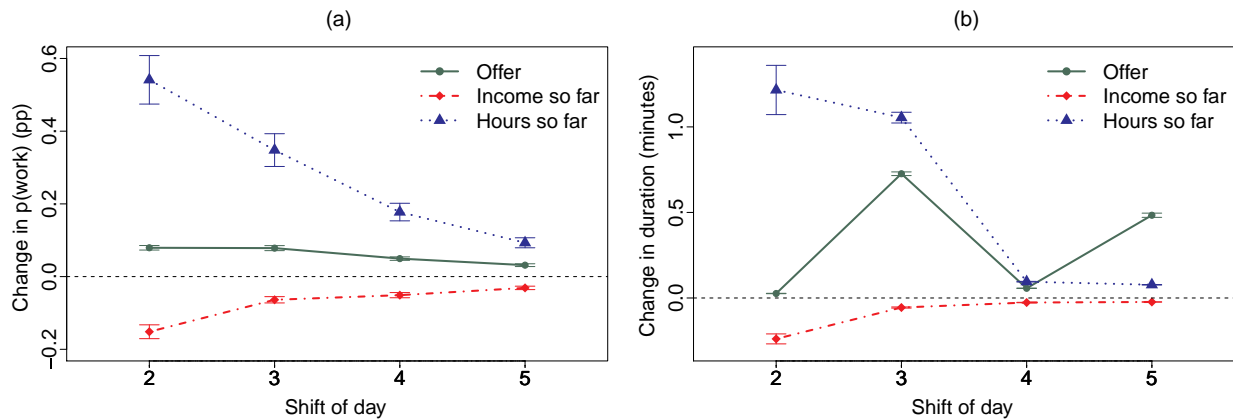 (a)
Change in p(work) (pp)
0.6
0.4
0.2
0.0
−0.2
Offer
Income so far
Hours so far
2 3 4 5
Shift of day
(b)
Change in duration (minutes)
1.0
0.5
0.0
Offer
Income so far
Hours so far
2 3 4 5
Shift of day